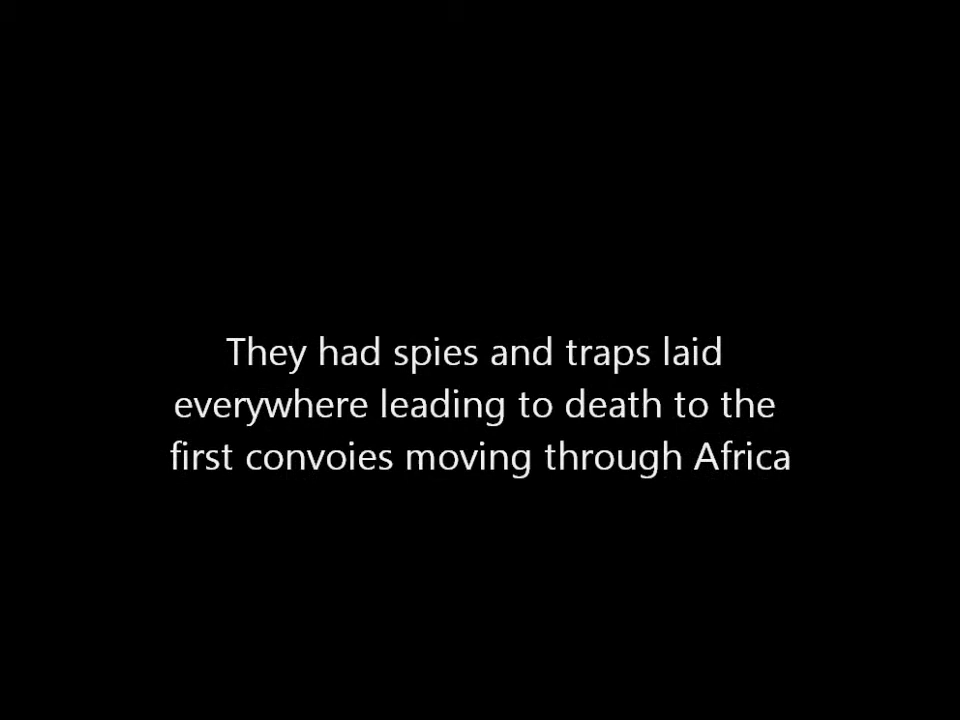 They had spies and traps laid
everywhere leading to death to the
first convoies moving through Africa